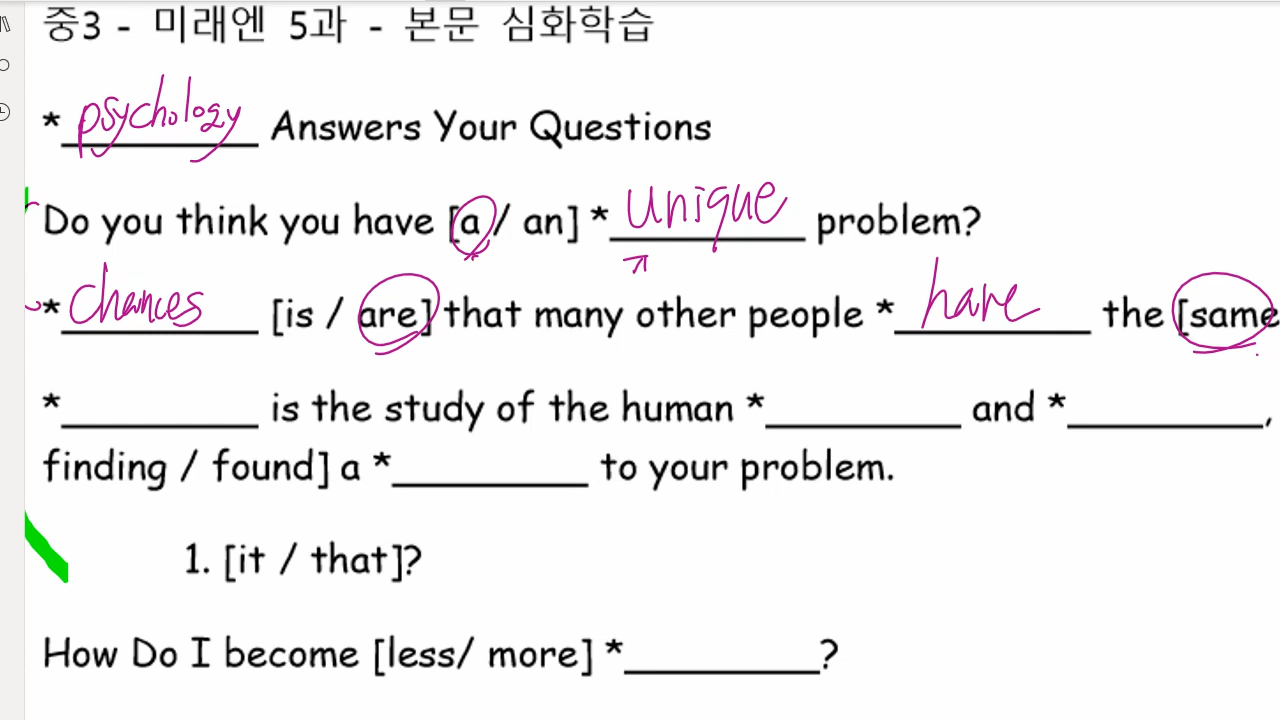 중3 - 미래엔 5과 - 본문 심화학습
* psychology Answers Your Questions
Do you think you have [a / an] * unique problem?
* chances [is / are] that many other people * have the [same
*__________ is the study of the human *__________ and *__________,
finding / found] a *__________ to your problem.
1. [it / that]?
How Do I become [less/ more] *__________?